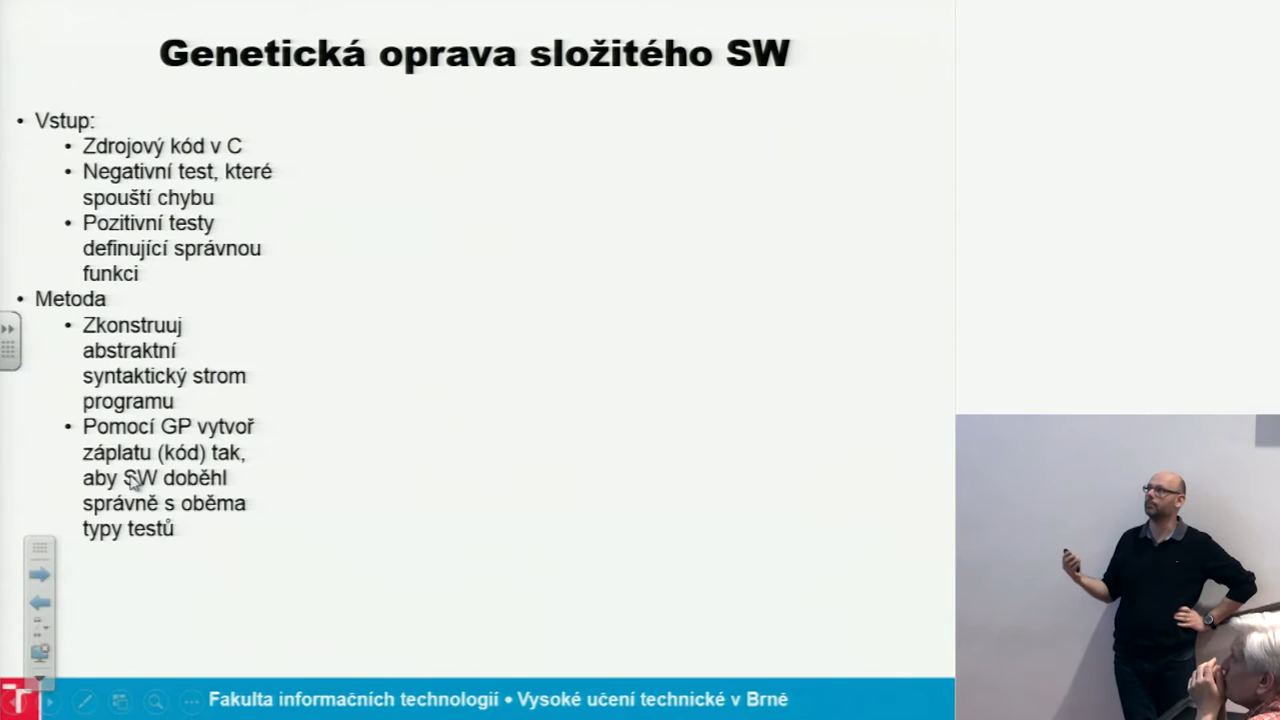 Genetická oprava složitého SW
• Vstup:
• Zdrojový kód v C
• Negativní test, které
spouští chybu
• Pozitivní testy
definující správnou
funkci
• Metoda
• Zkonstruuj
abstraktní
syntaktický strom
programu
• Pomocí GP vytvoř
záplatu (kód) tak,
aby SW doběhl
správně s oběma
typy testů
Fakulta informačních technologií • Vysoké učení technické v Brně